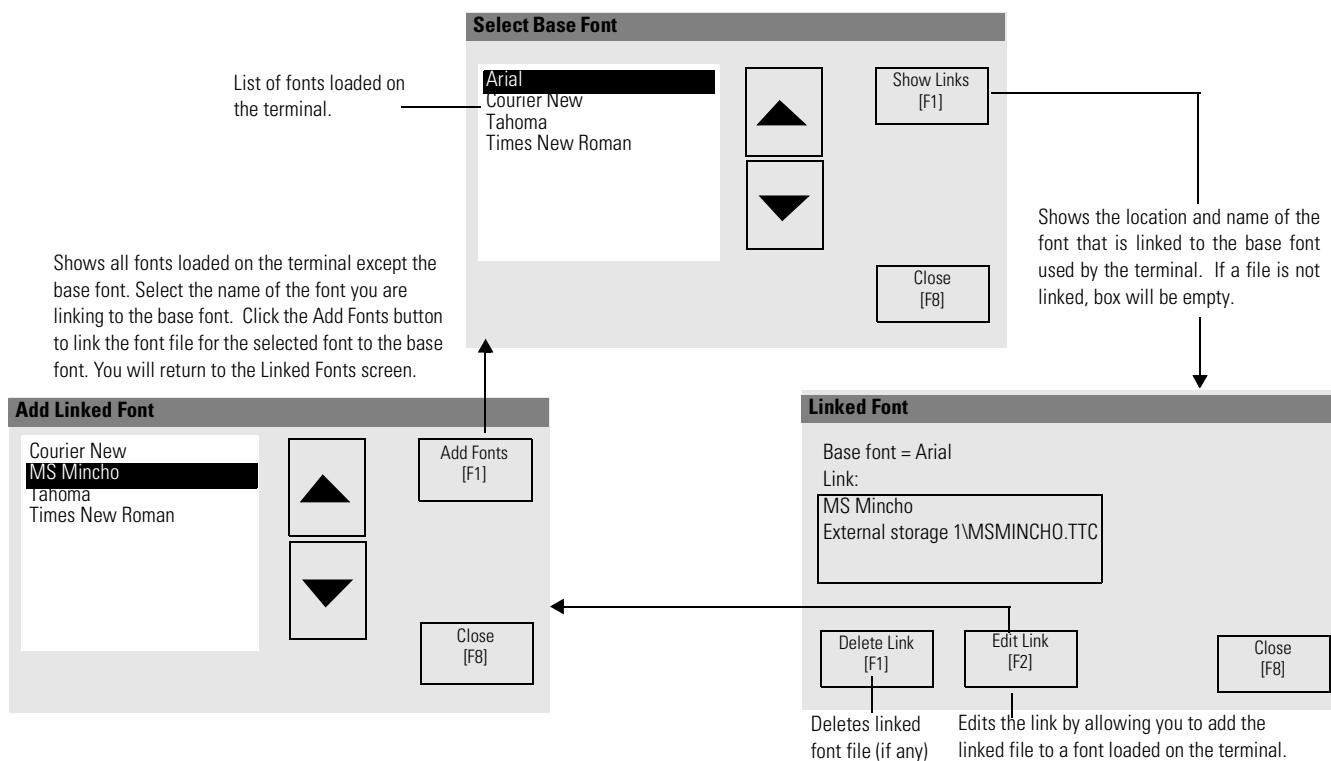 Select Base Font
List of fonts loaded on
the terminal.
Arial
Courier New
Tahoma
Times New Roman
Show Links
[F1]
Close
[F8]
Shows the location and name of the
font that is linked to the base font
used by the terminal. If a file is not
linked, box will be empty.
Shows all fonts loaded on the terminal except the
base font. Select the name of the font you are
linking to the base font. Click the Add Fonts button
to link the font file for the selected font to the base
font. You will return to the Linked Fonts screen.
Add Linked Font
Courier New
MS Mincho
Tahoma
Times New Roman
Add Fonts
[F1]
Close
[F8]
Linked Font
Base font = Arial
Link:
MS Mincho
External storage 1\MSMINCHO.TTC
Delete Link
[F1]
Edit Link
[F2]
Close
[F8]
Deletes linked
font file (if any)
Edits the link by allowing you to add the
linked file to a font loaded on the terminal.